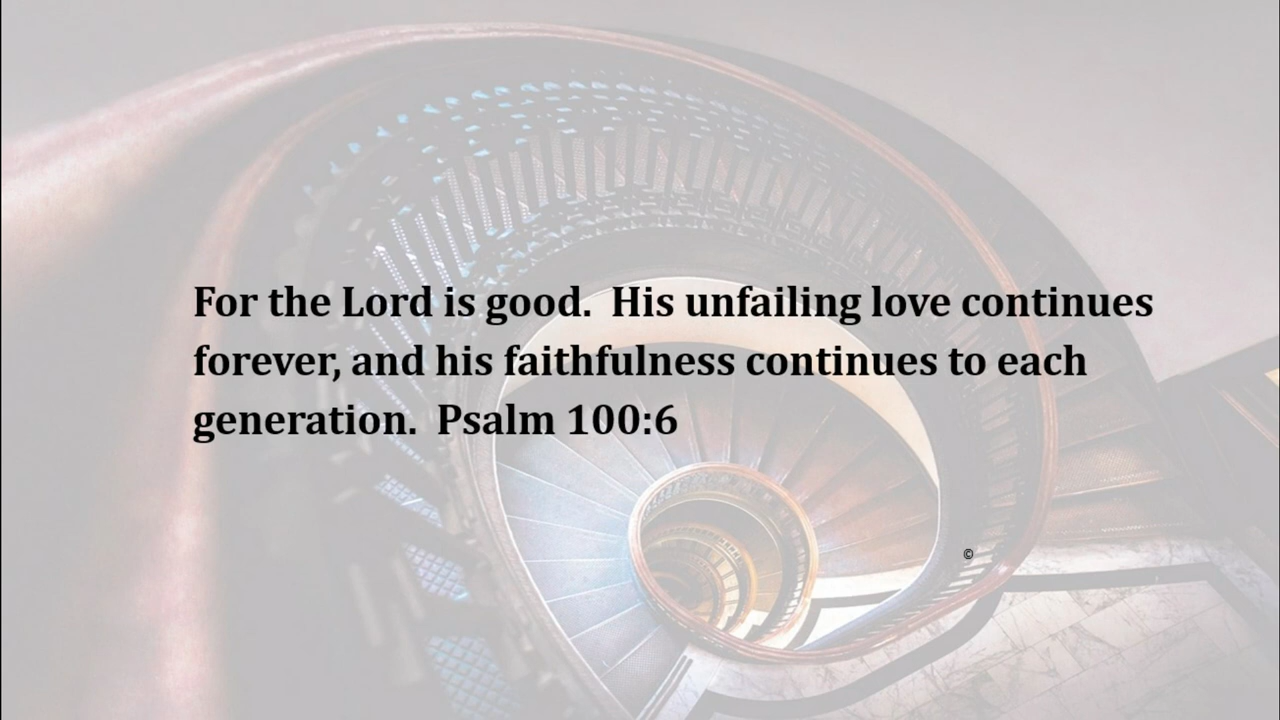 For the Lord is good.  His unfailing love continues
forever, and his faithfulness continues to each
generation.  Psalm 100:6
©